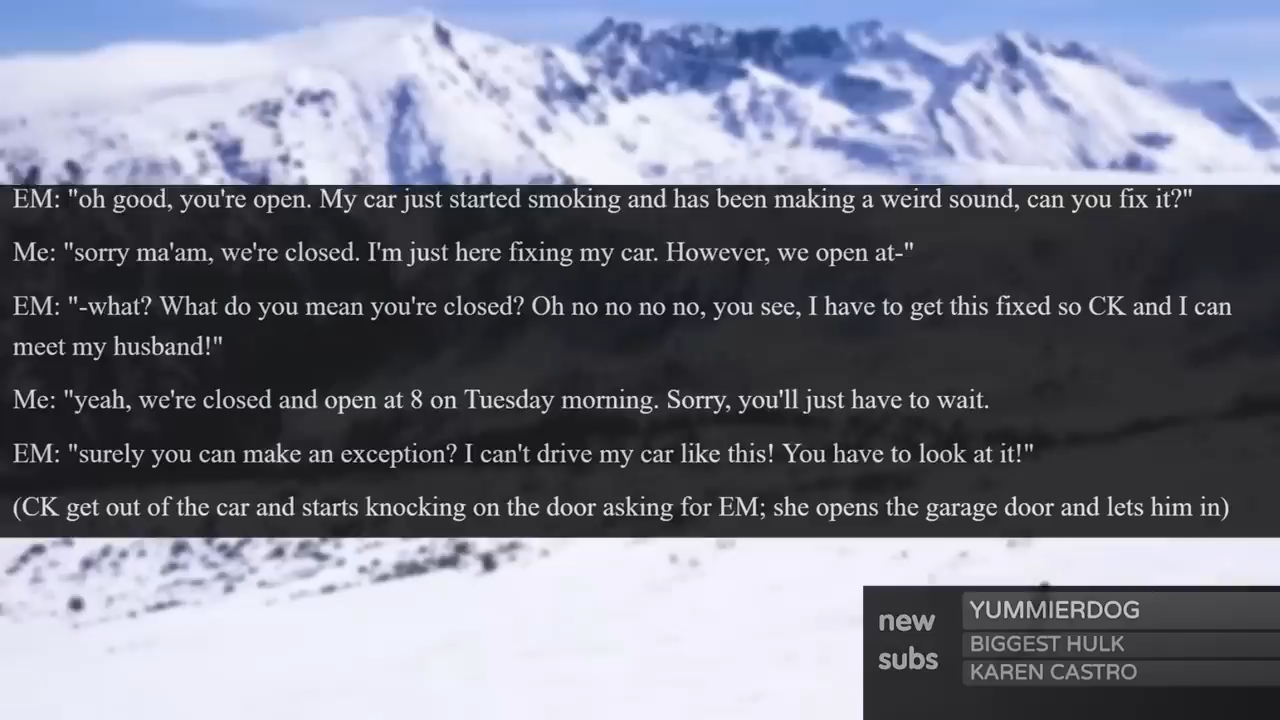 EM: "oh good, you're open. My car just started smoking and has been making a weird sound, can you fix it?"
Me: "sorry ma'am, we're closed. I'm just here fixing my car. However, we open at-"
EM: "-what? What do you mean you're closed? Oh no no no no, you see, I have to get this fixed so CK and I can
meet my husband!"
Me: "yeah, we're closed and open at 8 on Tuesday morning. Sorry, you'll just have to wait.
EM: "surely you can make an exception? I can't drive my car like this! You have to look at it!"
(CK get out of the car and starts knocking on the door asking for EM; she opens the garage door and lets him in)
new
subs
YUMMIERDOG
BIGGEST HULK
KAREN CASTRO